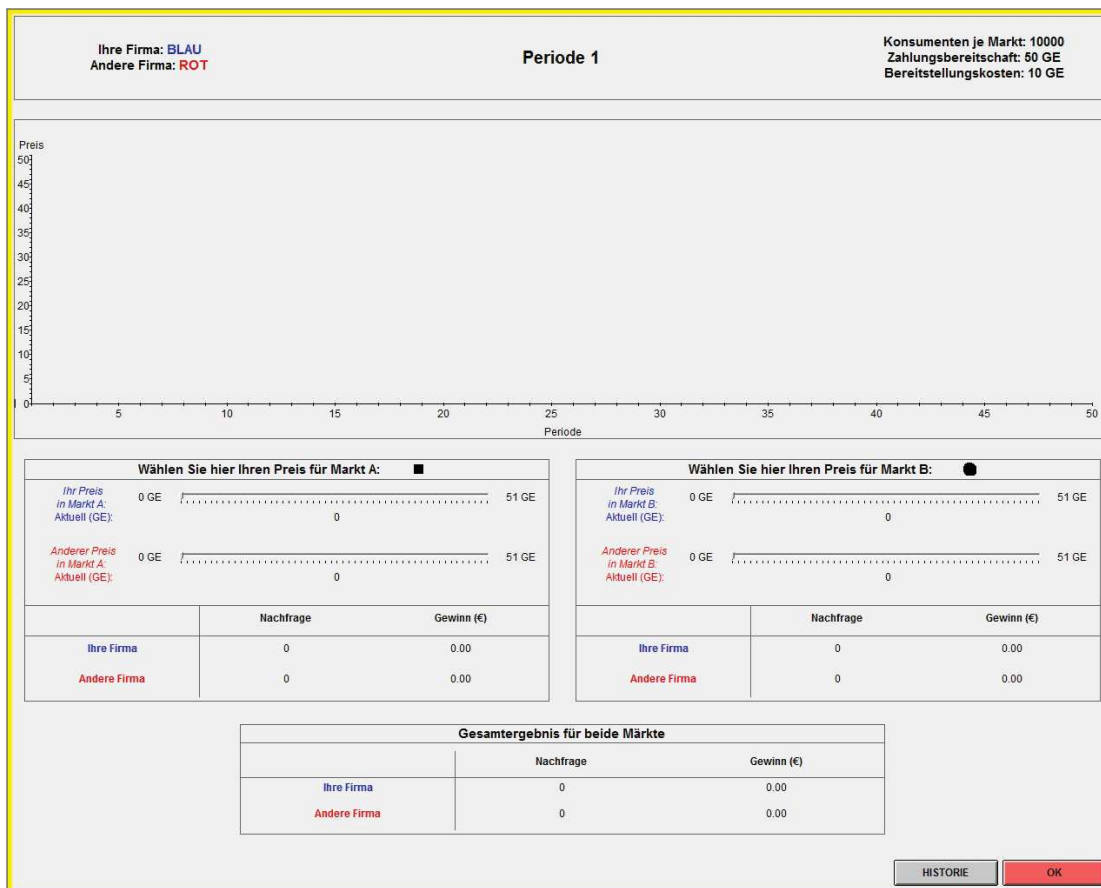 Ihre Firma: BLAU
Andere Firma: ROT
Periode 1
Konsumenten je Markt: 10000
Zahlungsbereitschaft: 50 GE
Bereitstellungskosten: 10 GE
Preis
50
45
40
35
30
25
20
15
10
5
0
5 10 15 20 25 30 35 40 45 50
Periode
Wählen Sie hier Ihren Preis für Markt A:
Ihr Preis
in Markt A:
Aktuell (GE):
0 GE
51 GE
0
Anderer Preis
in Markt A:
Aktuell (GE):
0 GE
51 GE
0
Nachfrage Gewinn (€)
Ihre Firma 0 0.00
Andere Firma 0 0.00
Wählen Sie hier Ihren Preis für Markt B:
Ihr Preis
in Markt B:
Aktuell (GE):
0 GE
51 GE
0
Anderer Preis
in Markt B:
Aktuell (GE):
0 GE
51 GE
0
Nachfrage Gewinn (€)
Ihre Firma 0 0.00
Andere Firma 0 0.00
Gesamtergebnis für beide Märkte
Nachfrage Gewinn (€)
Ihre Firma 0 0.00
Andere Firma 0 0.00
HISTORIE OK